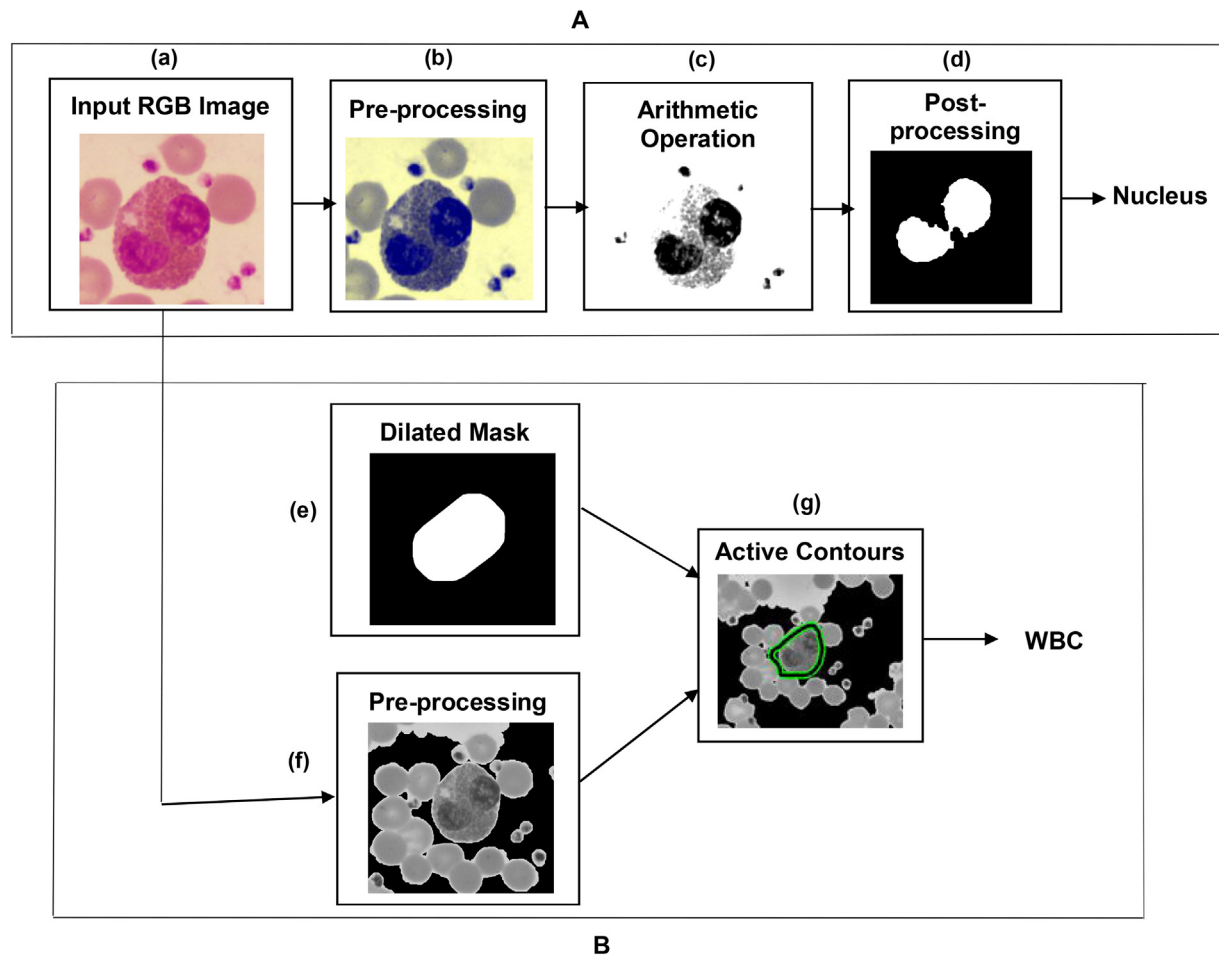 A
(a)
(b)
(c)
(d)
Input RGB Image
Pre-processing
Arithmetic
Operation
Post-
processing
Nucleus
Dilated Mask
(e)
(g)
Active Contours
WBC
Pre-processing
(f)
B